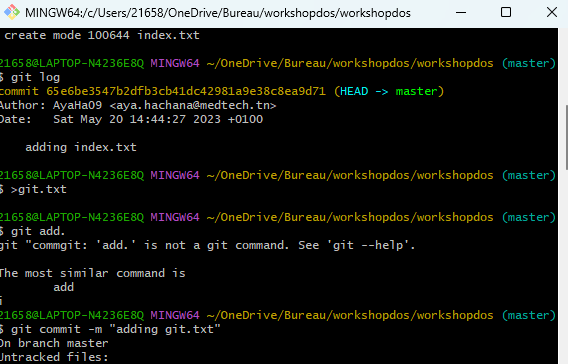 MINGW64:/c/Users/21658/OneDrive/Bureau/workshopdos/workshopdos
create mode 100644 index.txt
21658@LAPTOP-N4236E8Q MINGW64 ~/OneDrive/Bureau/workshopdos/workshopdos (master)
$ git log
commit 65e6be3547b2dfb3cb41dc42981a9e38c8ea9d71 (HEAD -> master)
Author: AyaHa09 <aya.hachana@medtech.tn>
Date:   Sat May 20 14:44:27 2023 +0100
adding index.txt
21658@LAPTOP-N4236E8Q MINGW64 ~/OneDrive/Bureau/workshopdos/workshopdos (master)
$ >git.txt
21658@LAPTOP-N4236E8Q MINGW64 ~/OneDrive/Bureau/workshopdos/workshopdos (master)
$ git add.
git "commgit: 'add.' is not a git command. See 'git --help'.
The most similar command is
add
i
21658@LAPTOP-N4236E8Q MINGW64 ~/OneDrive/Bureau/workshopdos/workshopdos (master)
$ git commit -m "adding git.txt"
On branch master
Untracked files: